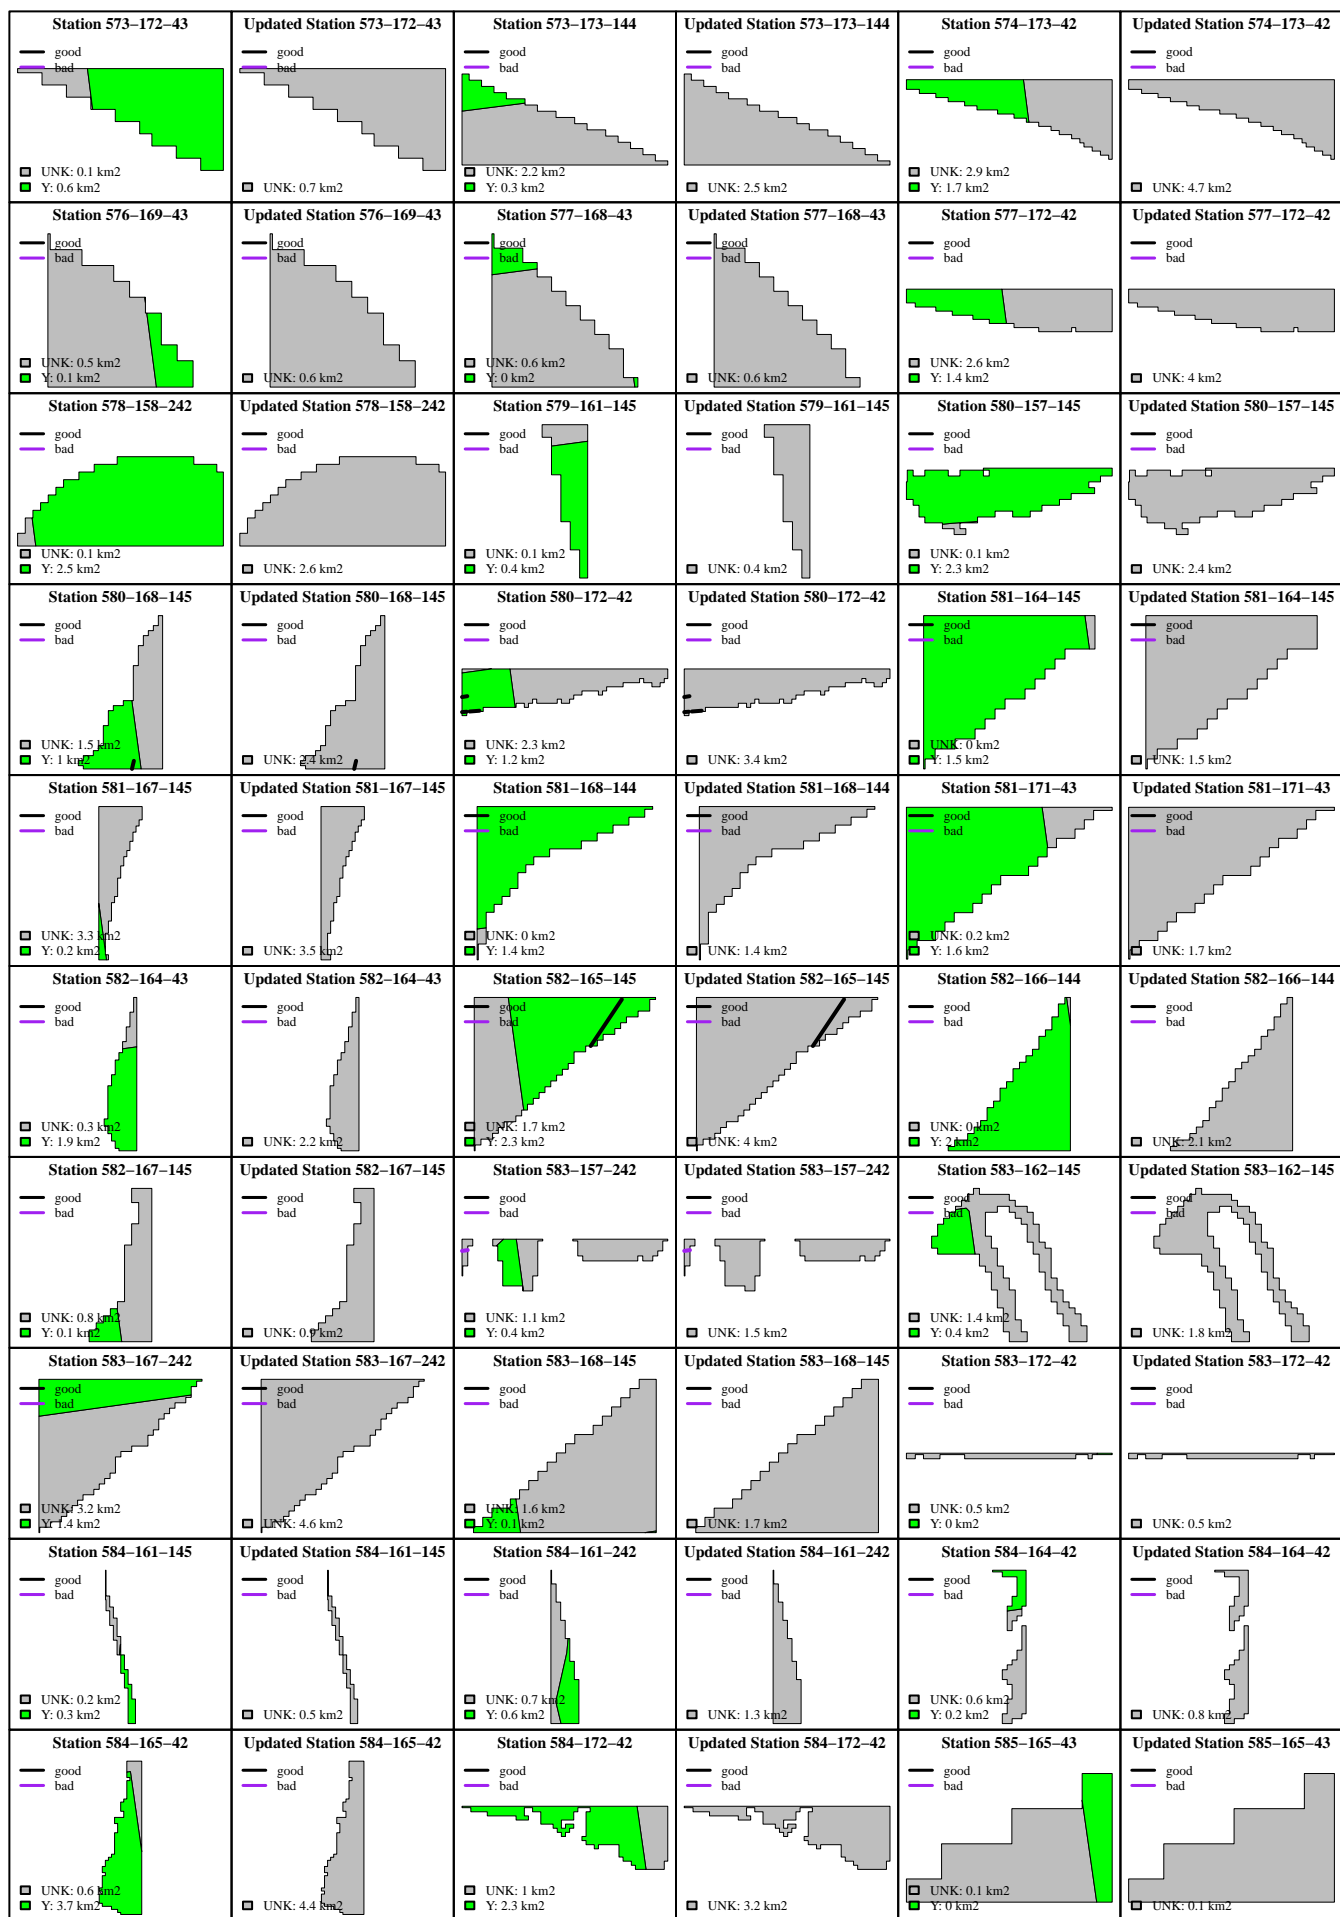 Station 573−172−43
good
bad
UNK: 0.1 km2
Y: 0.6 km2
Updated Station 573−172−43
good
bad
UNK: 0.7 km2
Station 573−173−144
good
bad
UNK: 2.2 km2
Y: 0.3 km2
Updated Station 573−173−144
good
bad
UNK: 2.5 km2
Station 574−173−42
good
bad
UNK: 2.9 km2
Y: 1.7 km2
Updated Station 574−173−42
good
bad
UNK: 4.7 km2
Station 576−169−43
good
bad
UNK: 0.5 km2
Y: 0.1 km2
Updated Station 576−169−43
good
bad
UNK: 0.6 km2
Station 577−168−43
good
bad
UNK: 0.6 km2
Y: 0 km2
Updated Station 577−168−43
good
bad
UNK: 0.6 km2
Station 577−172−42
good
bad
UNK: 2.6 km2
Y: 1.4 km2
Updated Station 577−172−42
good
bad
UNK: 4 km2
Station 578−158−242
good
bad
UNK: 0.1 km2
Y: 2.5 km2
Updated Station 578−158−242
good
bad
UNK: 2.6 km2
Station 579−161−145
good
bad
UNK: 0.1 km2
Y: 0.4 km2
Updated Station 579−161−145
good
bad
UNK: 0.4 km2
Station 580−157−145
good
bad
UNK: 0.1 km2
Y: 2.3 km2
Updated Station 580−157−145
good
bad
UNK: 2.4 km2
Station 580−168−145
good
bad
UNK: 1.5 km2
Y: 1 km2
Updated Station 580−168−145
good
bad
UNK: 2.4 km2
Station 580−172−42
good
bad
UNK: 2.3 km2
Y: 1.2 km2
Updated Station 580−172−42
good
bad
UNK: 3.4 km2
Station 581−164−145
good
bad
UNK: 0 km2
Y: 1.5 km2
Updated Station 581−164−145
good
bad
UNK: 1.5 km2
Station 581−167−145
good
bad
UNK: 3.3 km2
Y: 0.2 km2
Updated Station 581−167−145
good
bad
UNK: 3.5 km2
Station 581−168−144
good
bad
UNK: 0 km2
Y: 1.4 km2
Updated Station 581−168−144
good
bad
UNK: 1.4 km2
Station 581−171−43
good
bad
UNK: 0.2 km2
Y: 1.6 km2
Updated Station 581−171−43
good
bad
UNK: 1.7 km2
Station 582−164−43
good
bad
UNK: 0.3 km2
Y: 1.9 km2
Updated Station 582−164−43
good
bad
UNK: 2.2 km2
Station 582−165−145
good
bad
UNK: 1.7 km2
Y: 2.3 km2
Updated Station 582−165−145
good
bad
UNK: 4 km2
Station 582−166−144
good
bad
UNK: 0 km2
Y: 2 km2
Updated Station 582−166−144
good
bad
UNK: 2.1 km2
Station 582−167−145
good
bad
UNK: 0.8 km2
Y: 0.1 km2
Updated Station 582−167−145
good
bad
UNK: 0.9 km2
Station 583−157−242
good
bad
UNK: 1.1 km2
Y: 0.4 km2
Updated Station 583−157−242
good
bad
UNK: 1.5 km2
Station 583−162−145
good
bad
UNK: 1.4 km2
Y: 0.4 km2
Updated Station 583−162−145
good
bad
UNK: 1.8 km2
Station 583−167−242
good
bad
UNK: 3.2 km2
Y: 1.4 km2
Updated Station 583−167−242
good
bad
UNK: 4.6 km2
Station 583−168−145
good
bad
UNK: 1.6 km2
Y: 0.1 km2
Updated Station 583−168−145
good
bad
UNK: 1.7 km2
Station 583−172−42
good
bad
UNK: 0.5 km2
Y: 0 km2
Updated Station 583−172−42
good
bad
UNK: 0.5 km2
Station 584−161−145
good
bad
UNK: 0.2 km2
Y: 0.3 km2
Updated Station 584−161−145
good
bad
UNK: 0.5 km2
Station 584−161−242
good
bad
UNK: 0.7 km2
Y: 0.6 km2
Updated Station 584−161−242
good
bad
UNK: 1.3 km2
Station 584−164−42
good
bad
UNK: 0.6 km2
Y: 0.2 km2
Updated Station 584−164−42
good
bad
UNK: 0.8 km2
Station 584−165−42
good
bad
UNK: 0.6 km2
Y: 3.7 km2
Updated Station 584−165−42
good
bad
UNK: 4.4 km2
Station 584−172−42
good
bad
UNK: 1 km2
Y: 2.3 km2
Updated Station 584−172−42
good
bad
UNK: 3.2 km2
Station 585−165−43
good
bad
UNK: 0.1 km2
Y: 0 km2
Updated Station 585−165−43
good
bad
UNK: 0.1 km2